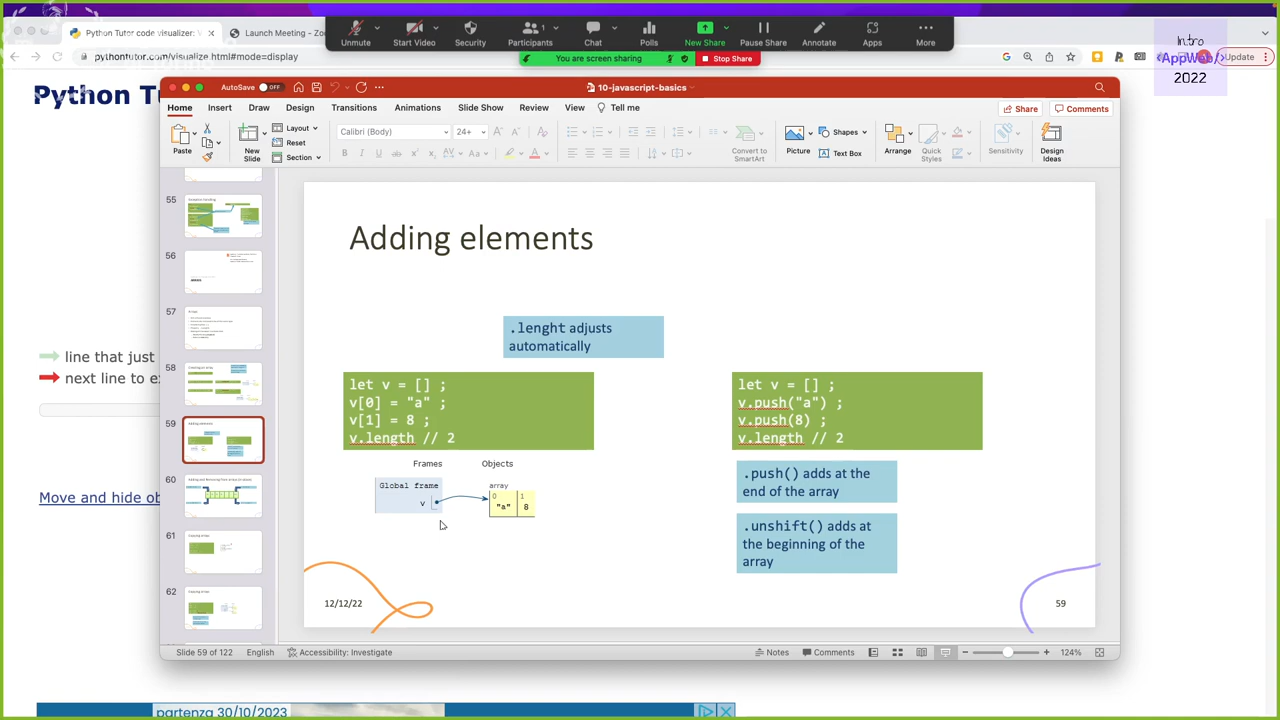 Python Tutor code visualizer: V
Launch Meeting - Zoo
pythontutor.com/visualize.html#mode=display
Update
Unmute
Start Video
Security
Participants
1
Chat
Polls
New Share
Pause Share
Annotate
Apps
More
You are screen sharing
Stop Share
Intro
<AppWeb/>
2022
Python Tu
line that just
next line to ex
Move and hide ob
AutoSave OFF
10-javascript-basics
Home
Insert
Draw
Design
Transitions
Animations
Slide Show
Review
View
Tell me
Share
Comments
Paste
New
Slide
Layout
Reset
Section
Calibri (Body)
24+
Convert to
SmartArt
Picture
Shapes
Text Box
Arrange
Quick
Styles
Sensitivity
Design
Ideas
55
56
57
58
59
60
61
62
Adding elements
.lenght adjusts
automatically
let v = [] ;
v[0] = "a" ;
v[1] = 8 ;
v.length // 2
Frames
Objects
Global frame
v
array
0 1
"a" 8
let v = [] ;
v.push("a") ;
v.push(8) ;
v.length // 2
.push() adds at the
end of the array
.unshift() adds at
the beginning of the
array
12/12/22
59
Slide 59 of 122
English
Accessibility: Investigate
Notes
Comments
124%
partenza 30/10/2023